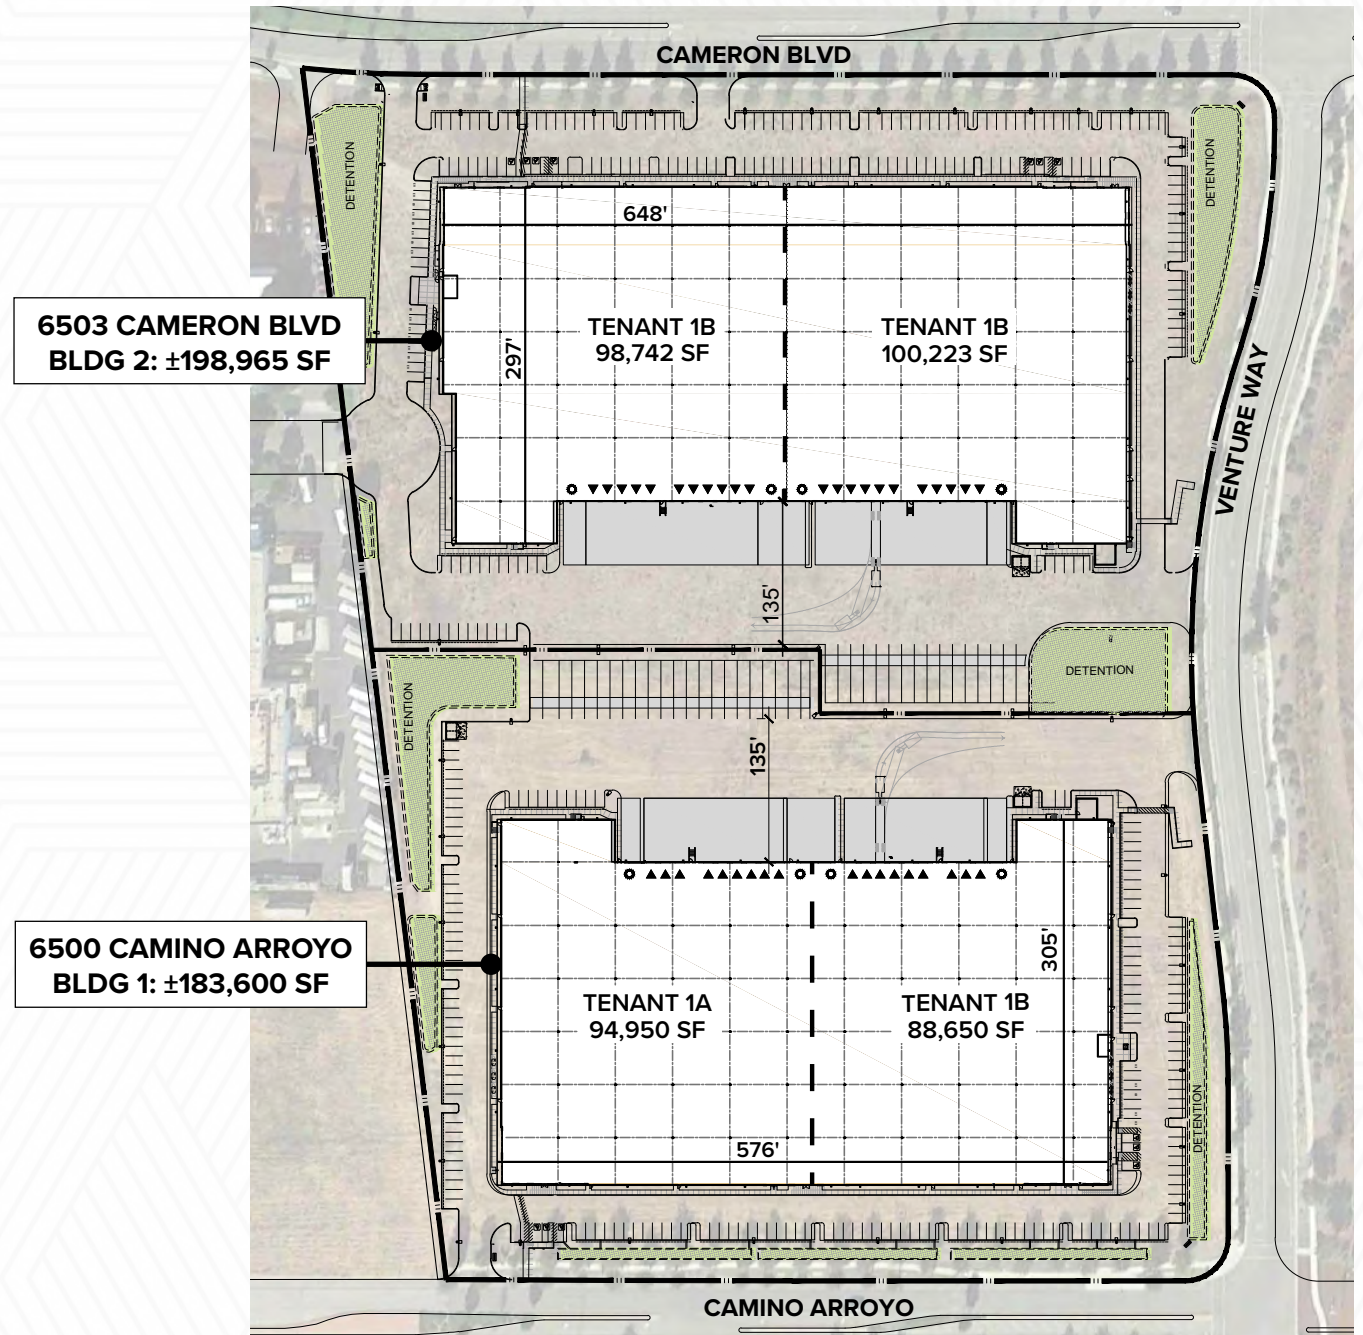 CAMERON BLVD
DETENTION
DETENTION
648'
6503 CAMERON BLVD
BLDG 2: ±198,965 SF
297'
TENANT 1B
98,742 SF
TENANT 1B
100,223 SF
VENTURE WAY
135'
DETENTION
DETENTION
135'
6500 CAMINO ARROYO
BLDG 1: ±183,600 SF
305'
TENANT 1A
94,950 SF
TENANT 1B
88,650 SF
DETENTION
576'
CAMINO ARROYO